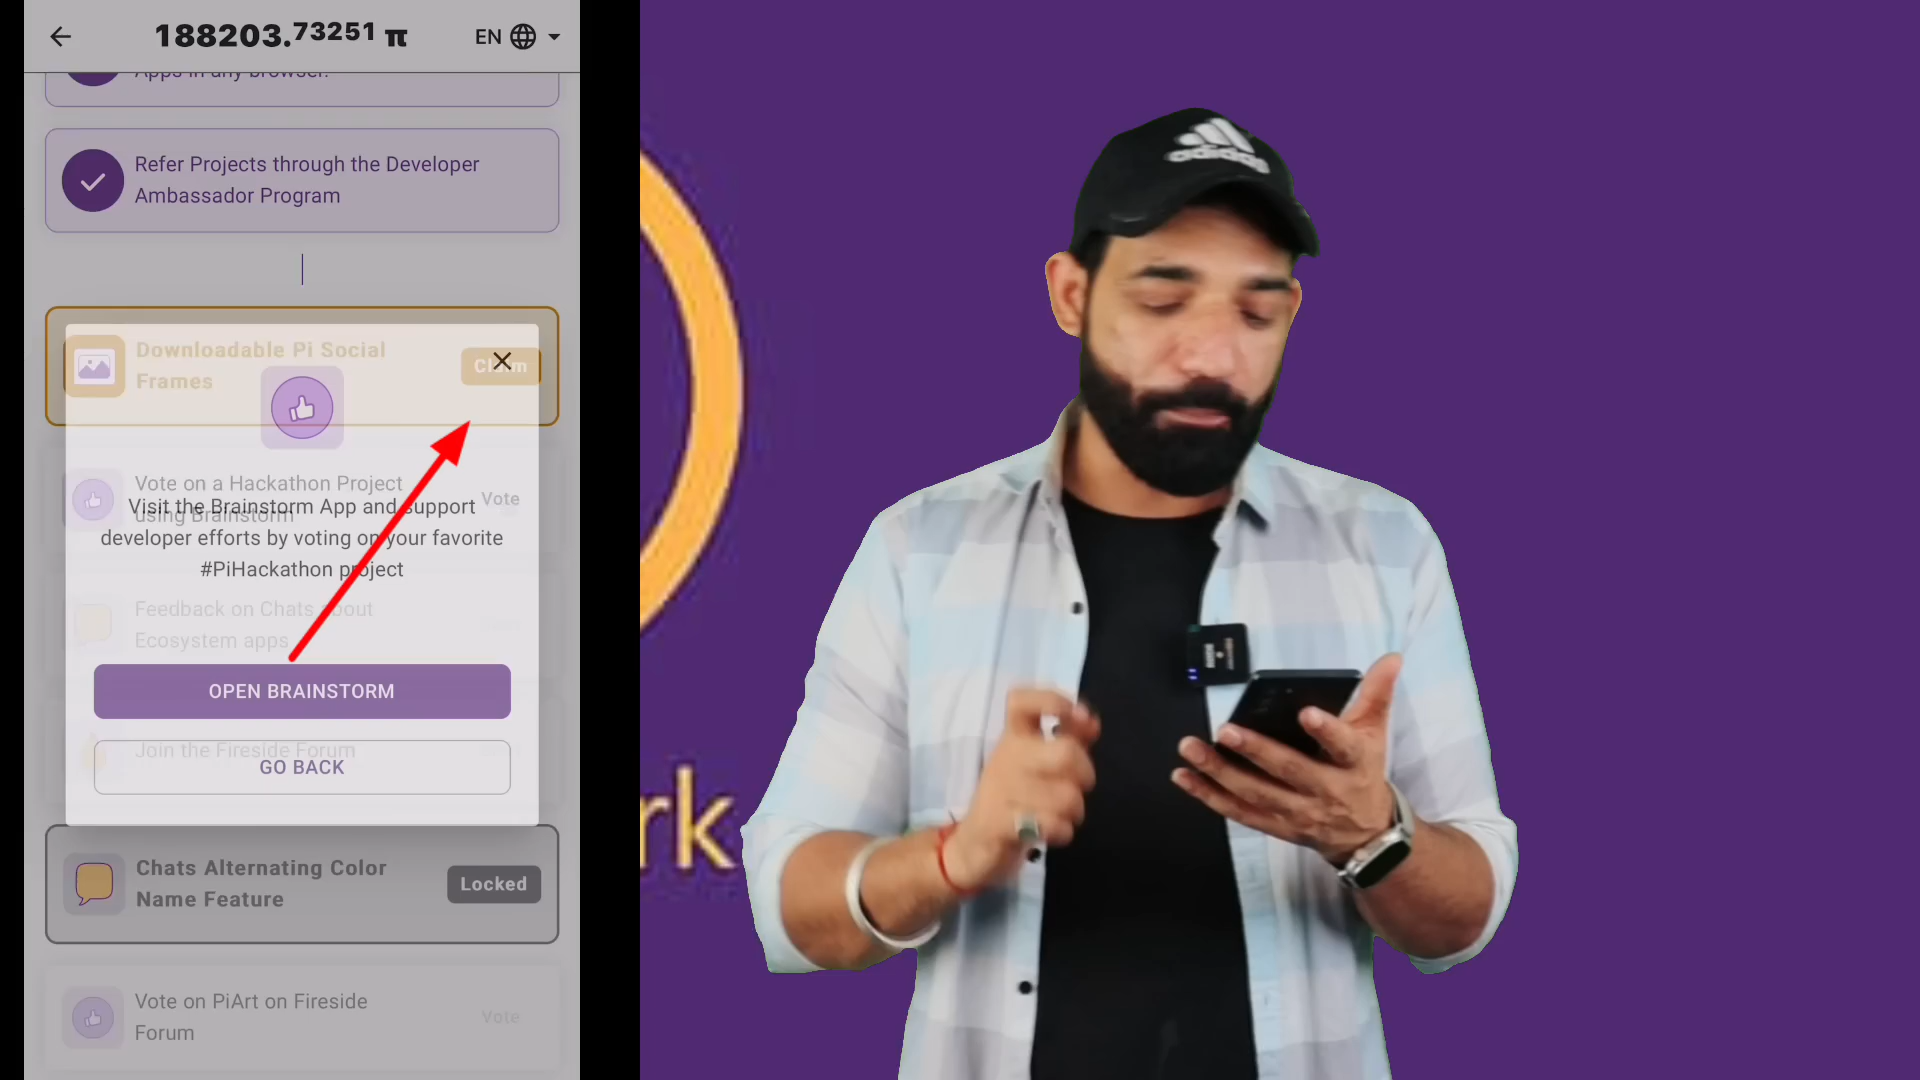 188203.73251 π
EN
Apps in any browser.
Refer Projects through the Developer
Ambassador Program
Downloadable Pi Social
Frames
Claim
Vote on a Hackathon Project
using Brainstorm
Vote
Visit the Brainstorm App and support
developer efforts by voting on your favorite
#PiHackathon project
Feedback on Chats about
Ecosystem apps
OPEN BRAINSTORM
Join the Fireside Forum
GO BACK
Chats Alternating Color
Name Feature
Locked
Vote on PiArt on Fireside
Forum
Vote
adidas
rk